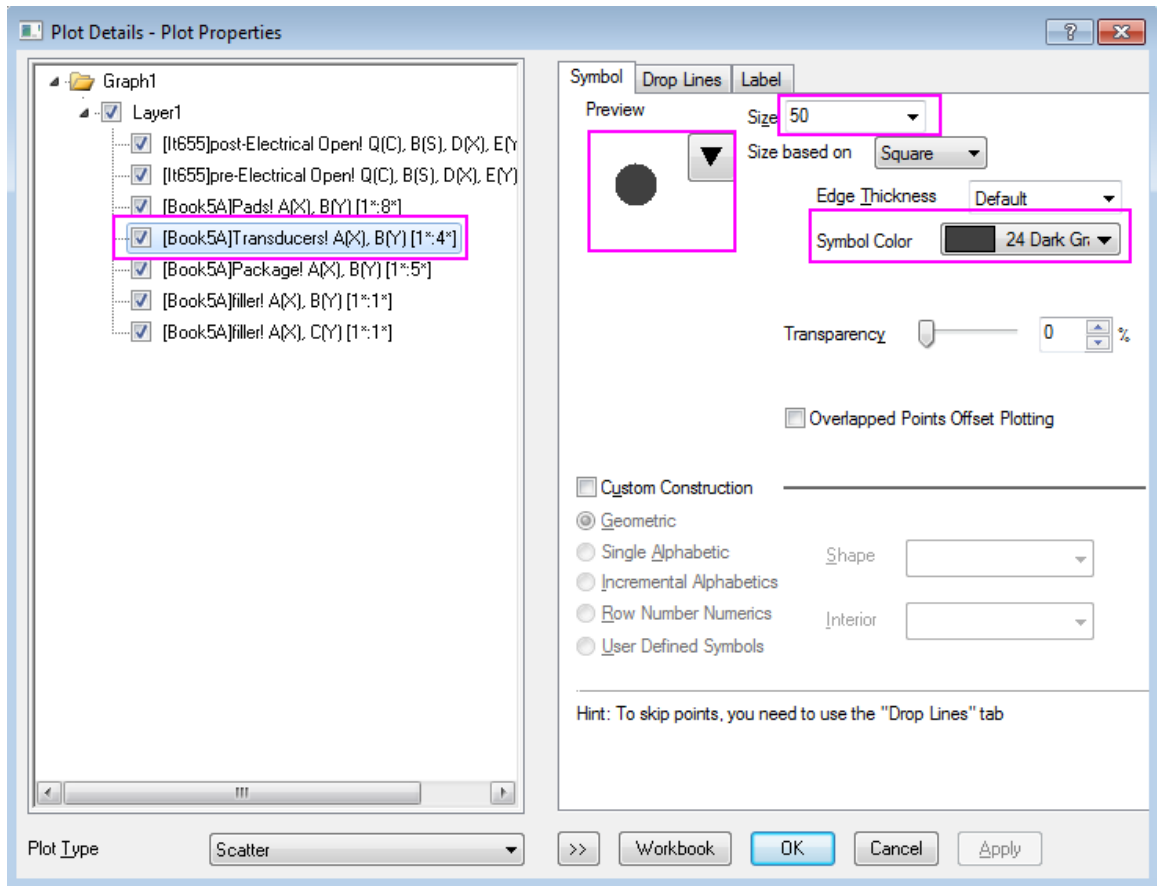 Plot Details - Plot Properties
Graph1
Layer1
[lt655]post-Electrical Open! Q(C), B(S), D(X), E(Y
[lt655]pre-Electrical Open! Q(C), B(S), D(X), E(Y)
[Book5A]Pads! A(X), B(Y) [1*:8*]
[Book5A]Transducers! A(X), B(Y) [1*:4*]
[Book5A]Package! A(X), B(Y) [1*:5*]
[Book5A]filler! A(X), B(Y) [1*:1*]
[Book5A]filler! A(X), C(Y) [1*:1*]
Symbol Drop Lines Label
Preview
Size 50
Size based on Square
Edge Thickness Default
Symbol Color 24 Dark Gr
Transparency 0 %
Overlapped Points Offset Plotting
Custom Construction
Geometric
Single Alphabetic
Shape
Incremental Alphabetics
Row Number Numerics
Interior
User Defined Symbols
Hint: To skip points, you need to use the "Drop Lines" tab
Plot Type Scatter >> Workbook OK Cancel Apply